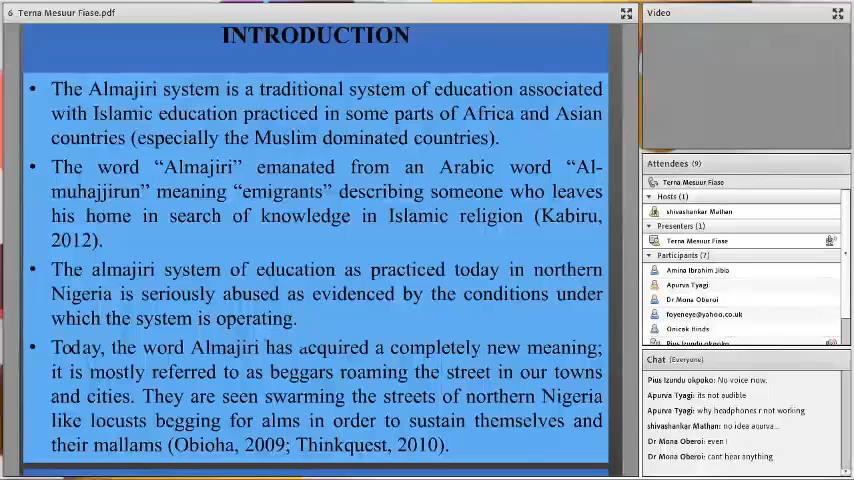 6_Terna Mesuur Fiase.pdf
INTRODUCTION
• The Almajiri system is a traditional system of education associated
with Islamic education practiced in some parts of Africa and Asian
countries (especially the Muslim dominated countries).
• The word “Almajiri” emanated from an Arabic word “Al-
muhajjirun” meaning “emigrants” describing someone who leaves
his home in search of knowledge in Islamic religion (Kabiru,
2012).
• The almajiri system of education as practiced today in northern
Nigeria is seriously abused as evidenced by the conditions under
which the system is operating.
• Today, the word Almajiri has acquired a completely new meaning;
it is mostly referred to as beggars roaming the street in our towns
and cities. They are seen swarming the streets of northern Nigeria
like locusts begging for alms in order to sustain themselves and
their mallams (Obioha, 2009; Thinkquest, 2010).
Video
Attendees (9)
Terna Mesuur Fiase
Hosts (1)
shivashankar Mathan
Presenters (1)
Terna Mesuur Fiase
Participants (7)
Amina Ibrahim Jibia
Apurva Tyagi
Dr Mona Oberoi
foyeneye@yahoo.co.uk
Onicak Hinds
Pius Izundu okpoko
Chat (Everyone)
Pius Izundu okpoko: No voice now.
Apurva Tyagi: its not audible
Apurva Tyagi: why headphones r not working
shivashankar Mathan: no idea aourva...
Dr Mona Oberoi: even i
Dr Mona Oberoi: cant hear anything